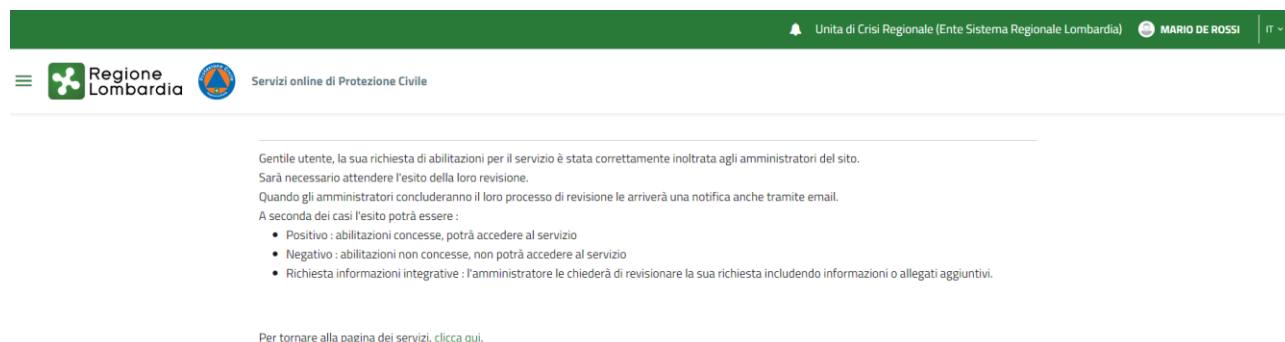 Unita di Crisi Regionale (Ente Sistema Regionale Lombardia) MARIO DE ROSSI IT
Regione
Lombardia
Servizi online di Protezione Civile
Gentile utente, la sua richiesta di abilitazioni per il servizio è stata correttamente inoltrata agli amministratori del sito.
Sarà necessario attendere l'esito della loro revisione.
Quando gli amministratori concluderanno il loro processo di revisione le arriverà una notifica anche tramite email.
A seconda dei casi l'esito potrà essere :
• Positivo : abilitazioni concesse, potrà accedere al servizio
• Negativo : abilitazioni non concesse, non potrà accedere al servizio
• Richiesta informazioni integrative : l'amministratore le chiederà di revisionare la sua richiesta includendo informazioni o allegati aggiuntivi.
Per tornare alla pagina dei servizi, clicca qui.